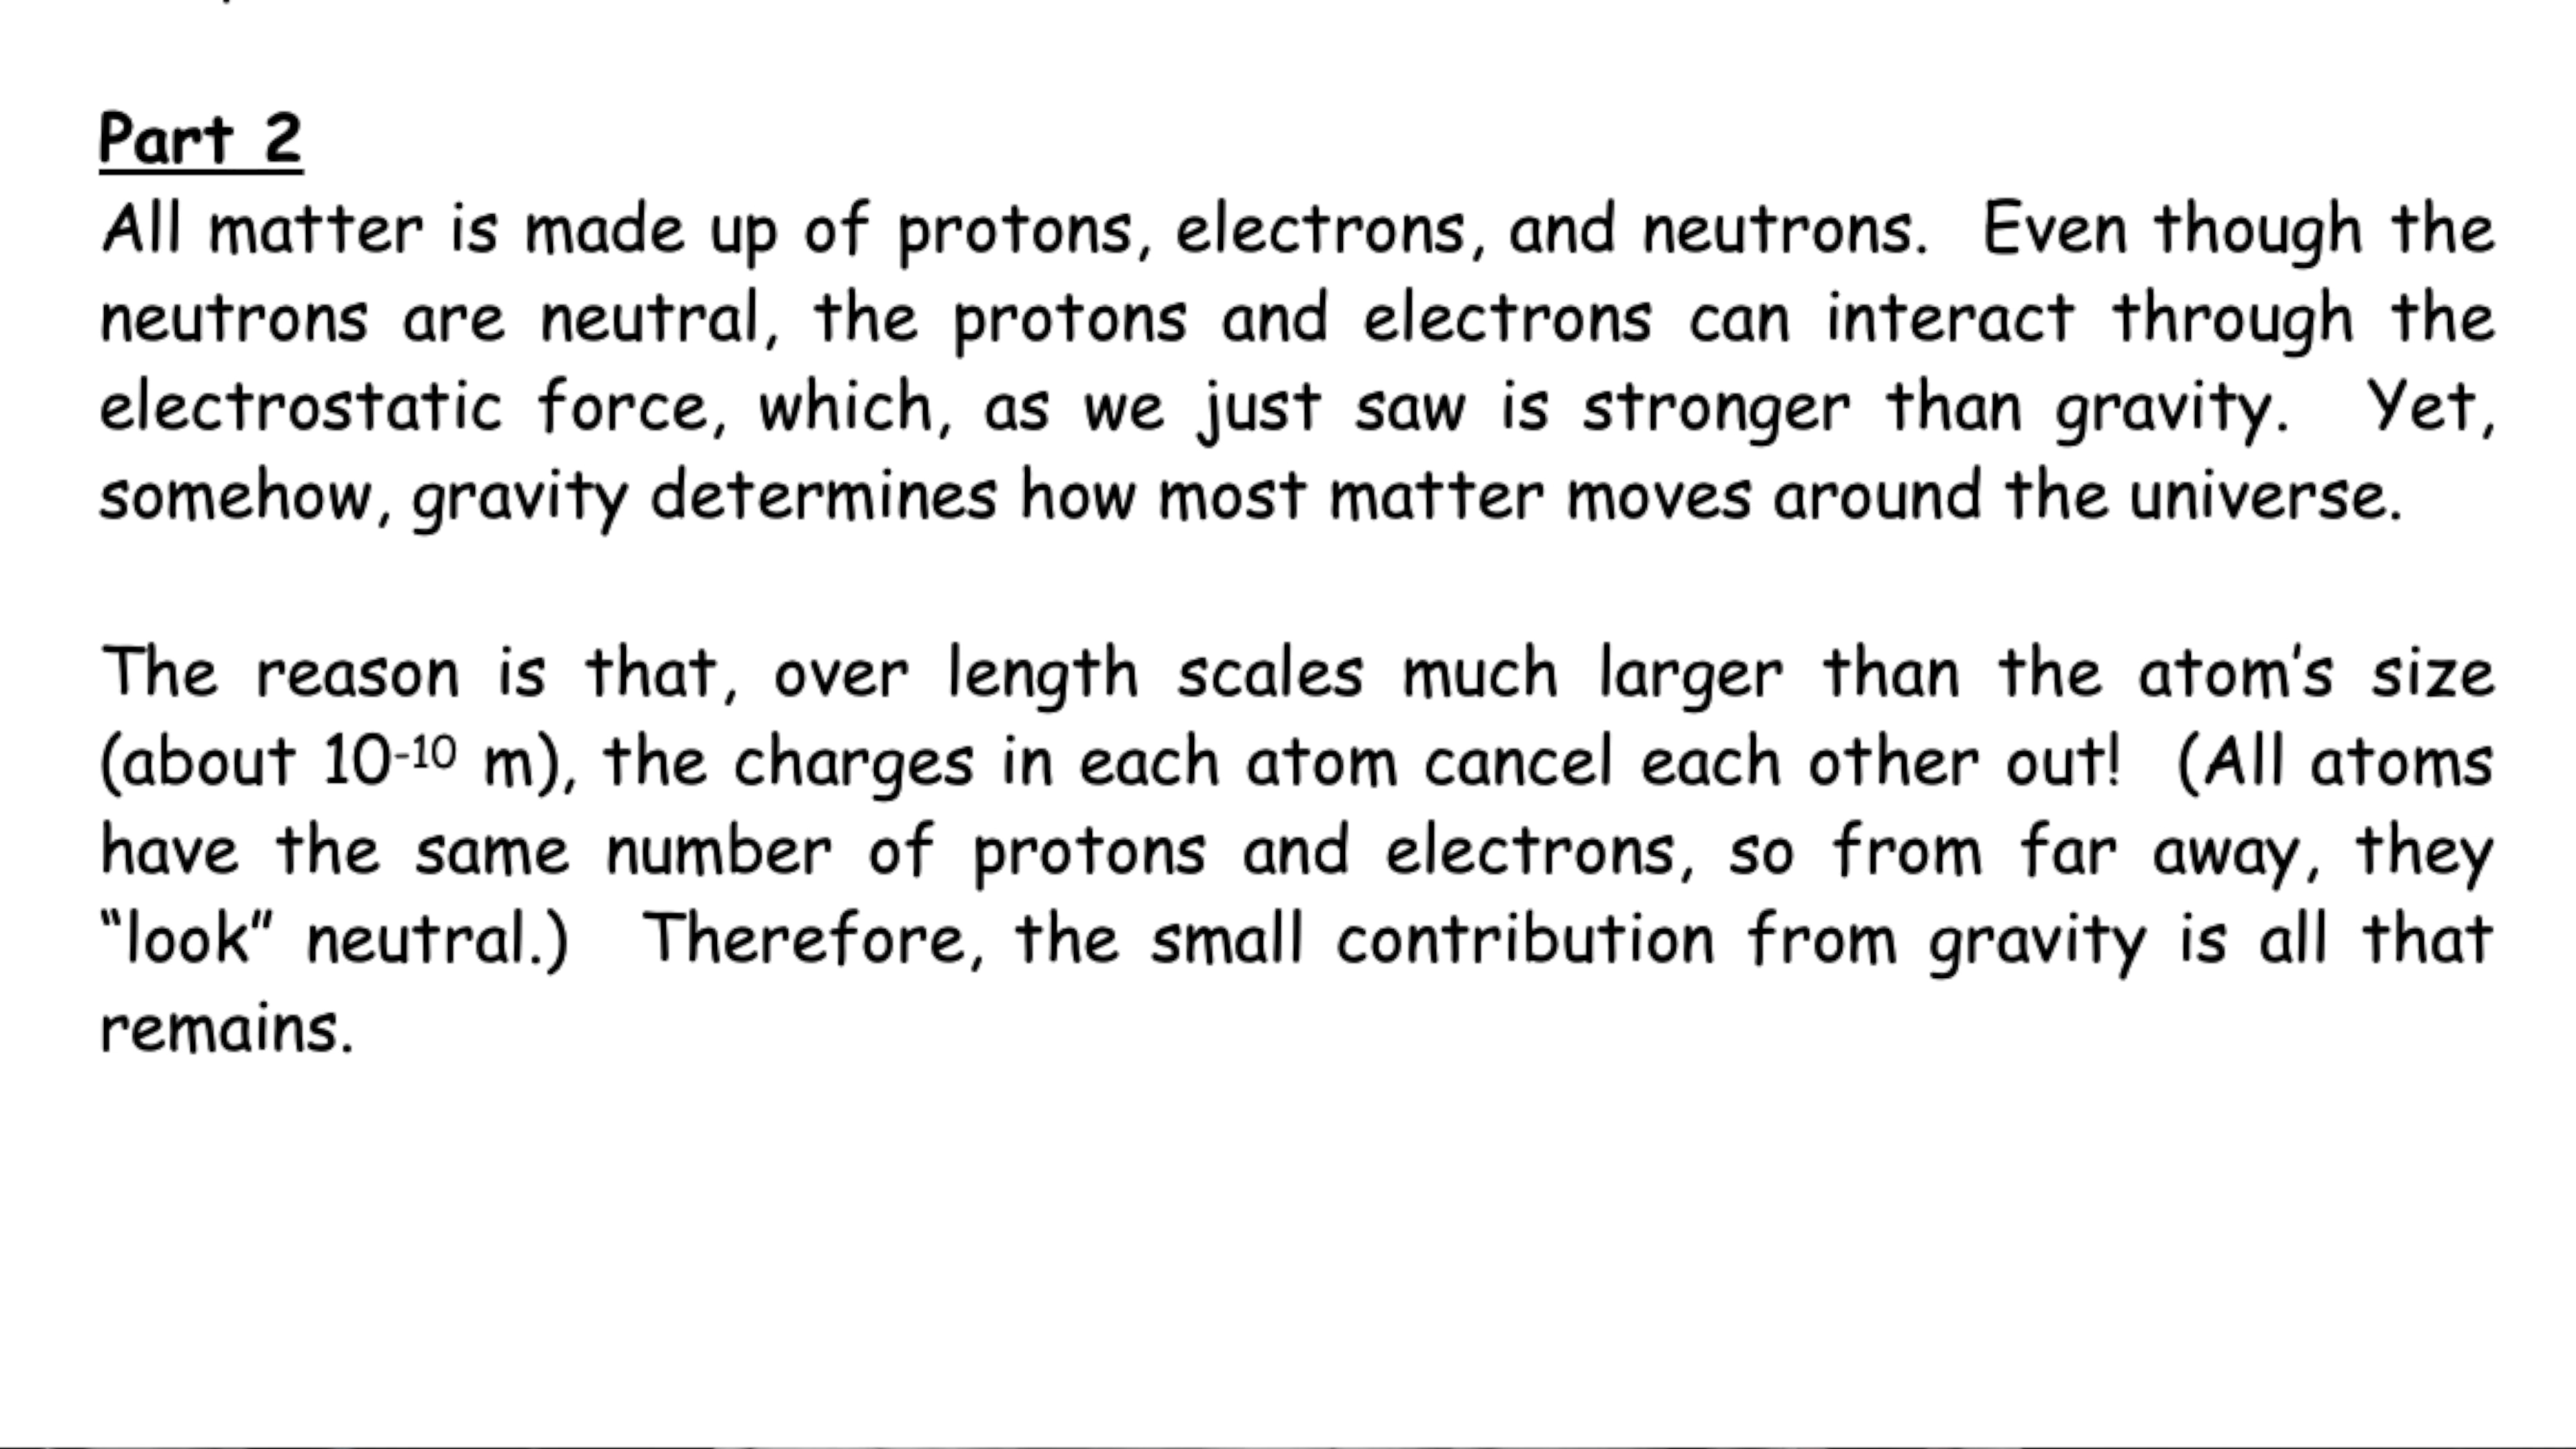 Part 2
All matter is made up of protons, electrons, and neutrons. Even though the
neutrons are neutral, the protons and electrons can interact through the
electrostatic force, which, as we just saw is stronger than gravity. Yet,
somehow, gravity determines how most matter moves around the universe.
The reason is that, over length scales much larger than the atom's size
(about 10-10 m), the charges in each atom cancel each other out! (All atoms
have the same number of protons and electrons, so from far away, they
“look” neutral.) Therefore, the small contribution from gravity is all that
remains.